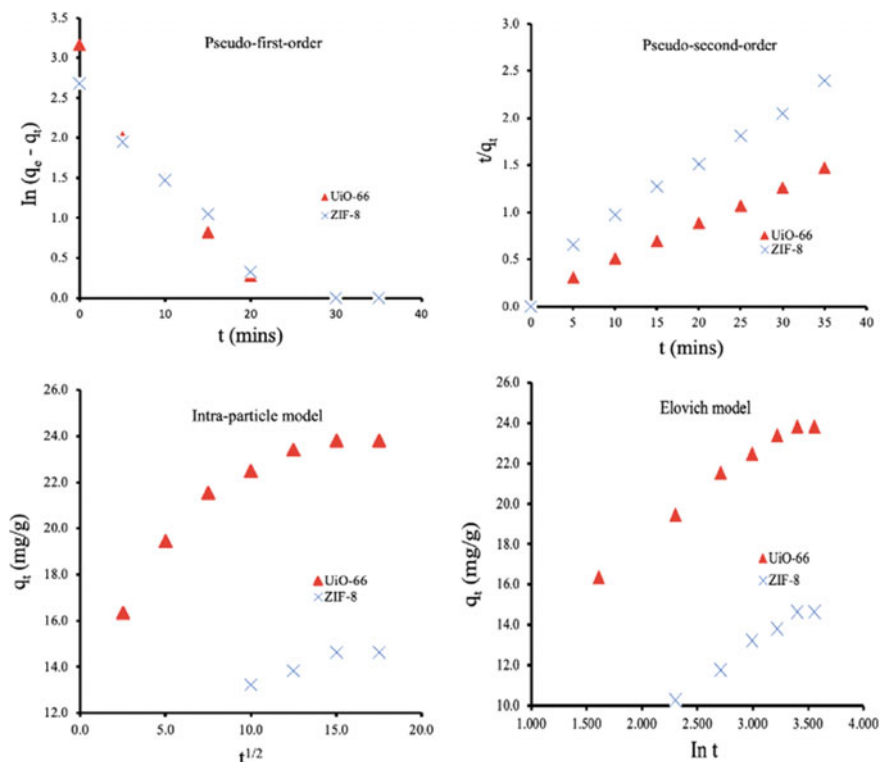 Pseudo-first-order
ln (qe - qt)
3.5
3.0
2.5
2.0
1.5
1.0
0.5
0.0
UiO-66
ZIF-8
0
10
20
30
40
t (mins)
Pseudo-second-order
t/qt
3.0
2.5
2.0
1.5
1.0
0.5
0.0
UiO-66
ZIF-8
0
5
10
15
20
25
30
35
40
t (mins)
Intra-particle model
qt (mg/g)
26.0
24.0
22.0
20.0
18.0
16.0
14.0
12.0
UiO-66
ZIF-8
0.0
5.0
10.0
15.0
20.0
t1/2
Elovich model
qt (mg/g)
26.0
24.0
22.0
20.0
18.0
16.0
14.0
12.0
10.0
UiO-66
ZIF-8
1.000
1.500
2.000
2.500
3.000
3.500
4.000
ln t